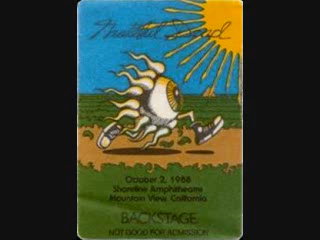 Grateful Dead
October 2, 1988
Shoreline Amphitheatre
Mountain View, California
BACKSTAGE
NOT GOOD FOR ADMISSION